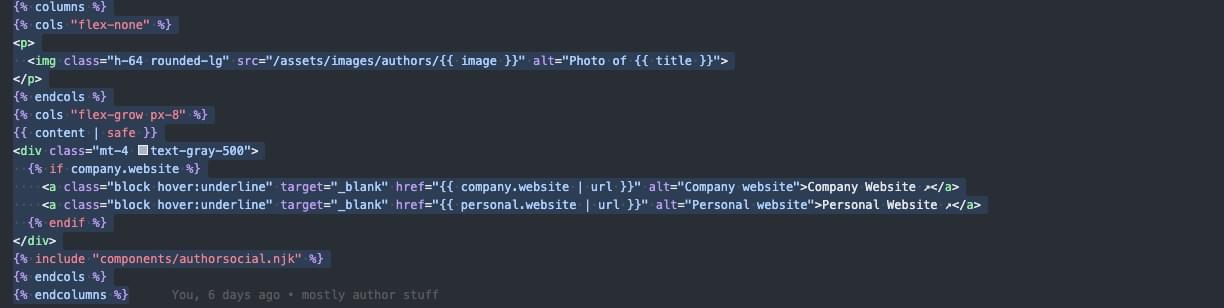 {% columns %}
{% cols "flex-none" %}
<p>
  <img class="h-64 rounded-lg" src="/assets/images/authors/{{ image }}" alt="Photo of {{ title }}">
</p>
{% endcols %}
{% cols "flex-grow px-8" %}
{{ content | safe }}
<div class="mt-4 text-gray-500">
  {% if company.website %}
    <a class="block hover:underline" target="_blank" href="{{ company.website | url }}" alt="Company website">Company Website ↗</a>
    <a class="block hover:underline" target="_blank" href="{{ personal.website | url }}" alt="Personal website">Personal Website ↗</a>
  {% endif %}
</div>
{% include "components/authorsocial.njk" %}
{% endcols %}
{% endcolumns %} You, 6 days ago • mostly author stuff